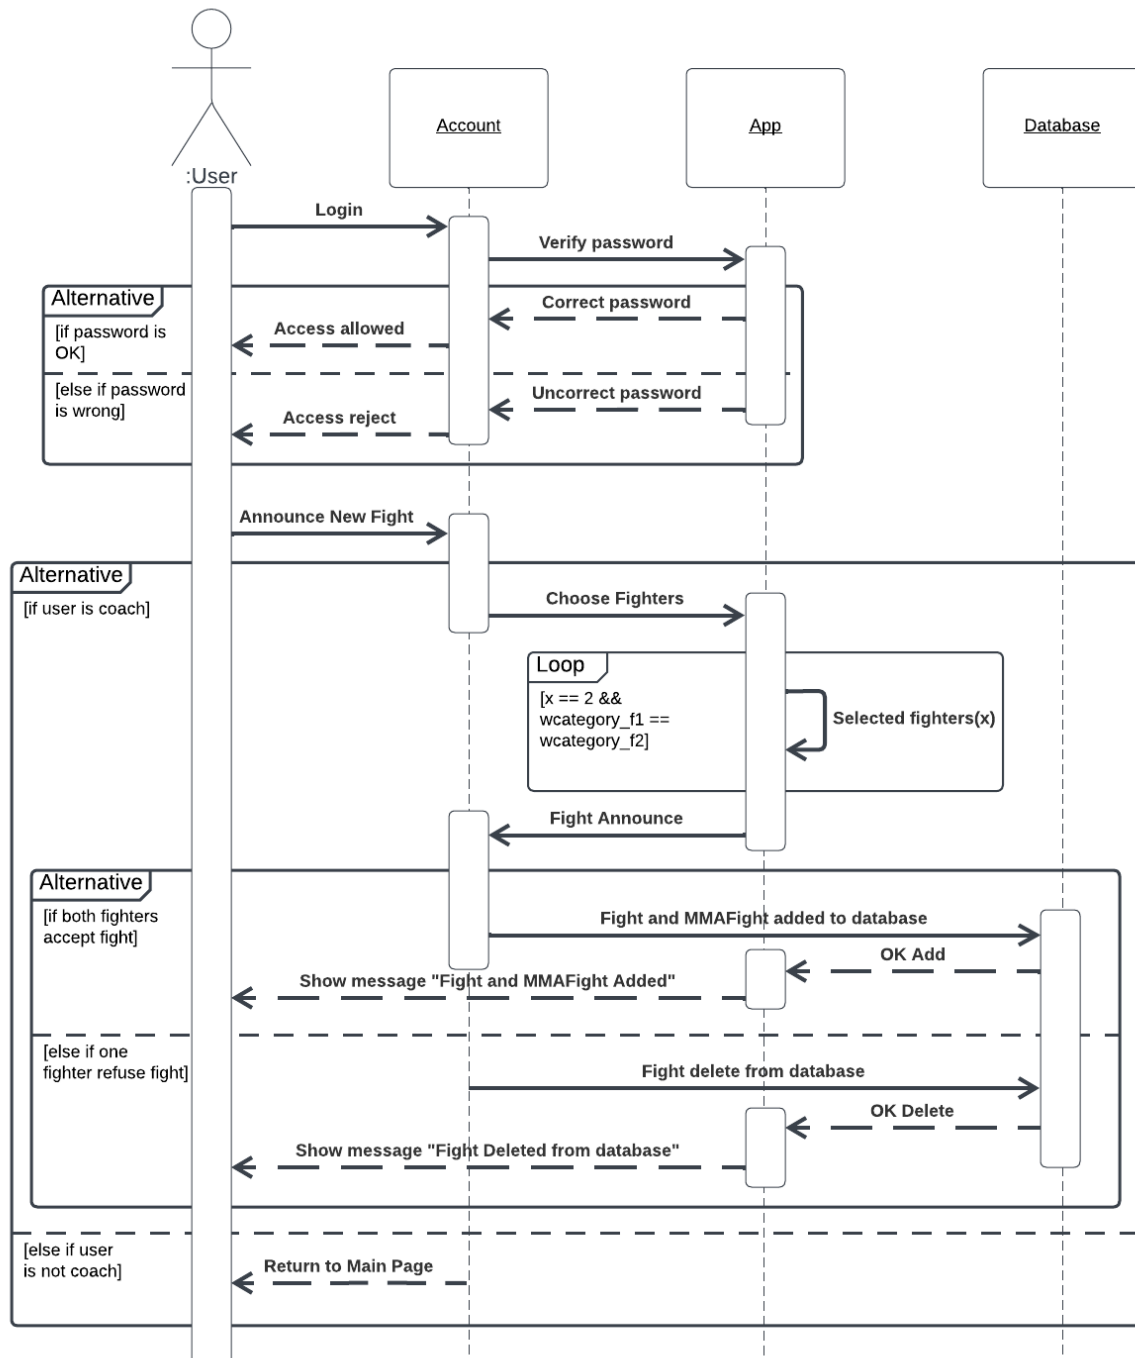 :User
Account
App
Database
Login
Verify password
Alternative
Correct password
[if password is
OK]
Access allowed
[else if password
is wrong]
Uncorrect password
Access reject
Announce New Fight
Alternative
[if user is coach]
Choose Fighters
Loop
[x == 2 &&
wcategory_f1 ==
wcategory_f2]
Selected fighters(x)
Fight Announce
Alternative
[if both fighters
accept fight]
Fight and MMAFight added to database
OK Add
Show message "Fight and MMAFight Added"
[else if one
fighter refuse fight]
Fight delete from database
OK Delete
Show message "Fight Deleted from database"
[else if user
is not coach]
Return to Main Page